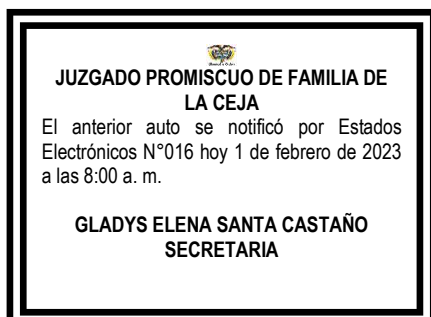 JUZGADO PROMISCUO DE FAMILIA DE
LA CEJA
El anterior auto se notificó por Estados
Electrónicos N°016 hoy 1 de febrero de 2023
a las 8:00 a. m.
GLADYS ELENA SANTA CASTAÑO
SECRETARIA